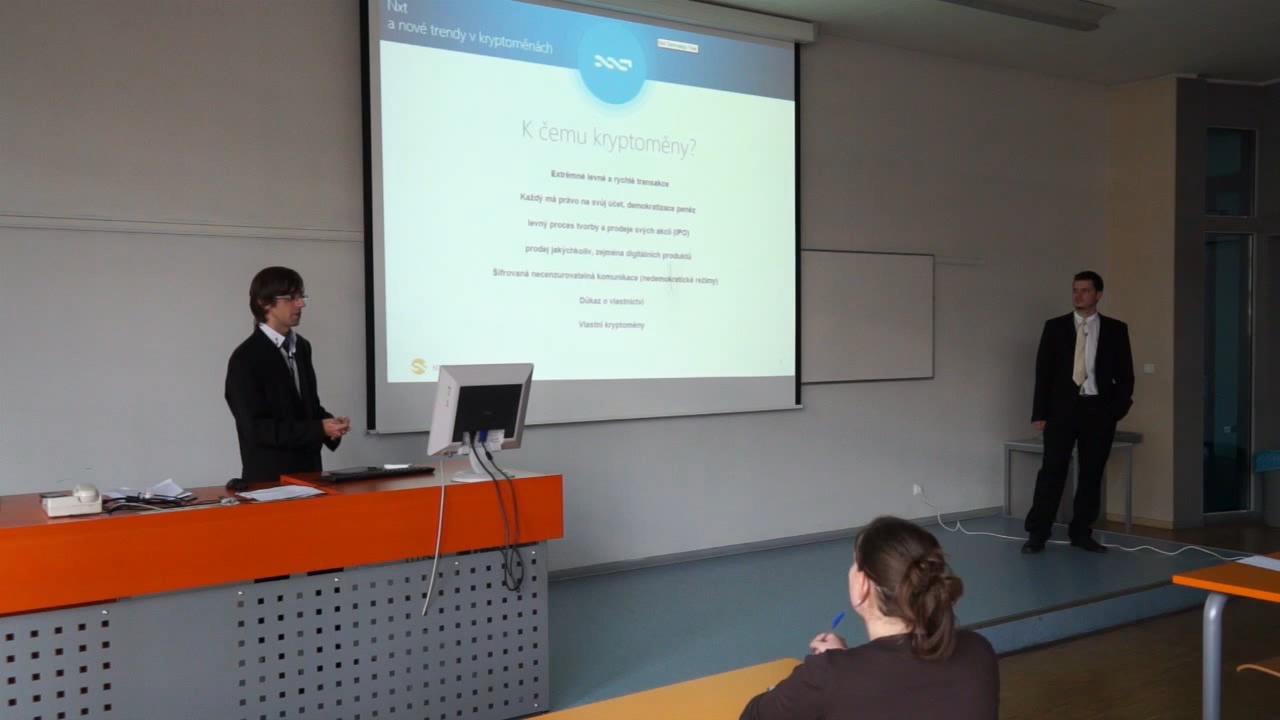 Nxt
a nové trendy v kryptoměnách
K čemu kryptoměny?
Extrémně levné a rychlé transakce
Každý má právo na svůj účet, demokratizace peněz
levný proces tvorby a prodeje svých akcií (IPO)
prodej jakýchkoliv, zejména digitálních produktů
Šifrovaná necenzurovatelná komunikace (nedemokratické režimy)
Důkaz o vlastnictví
Vlastní kryptoměny